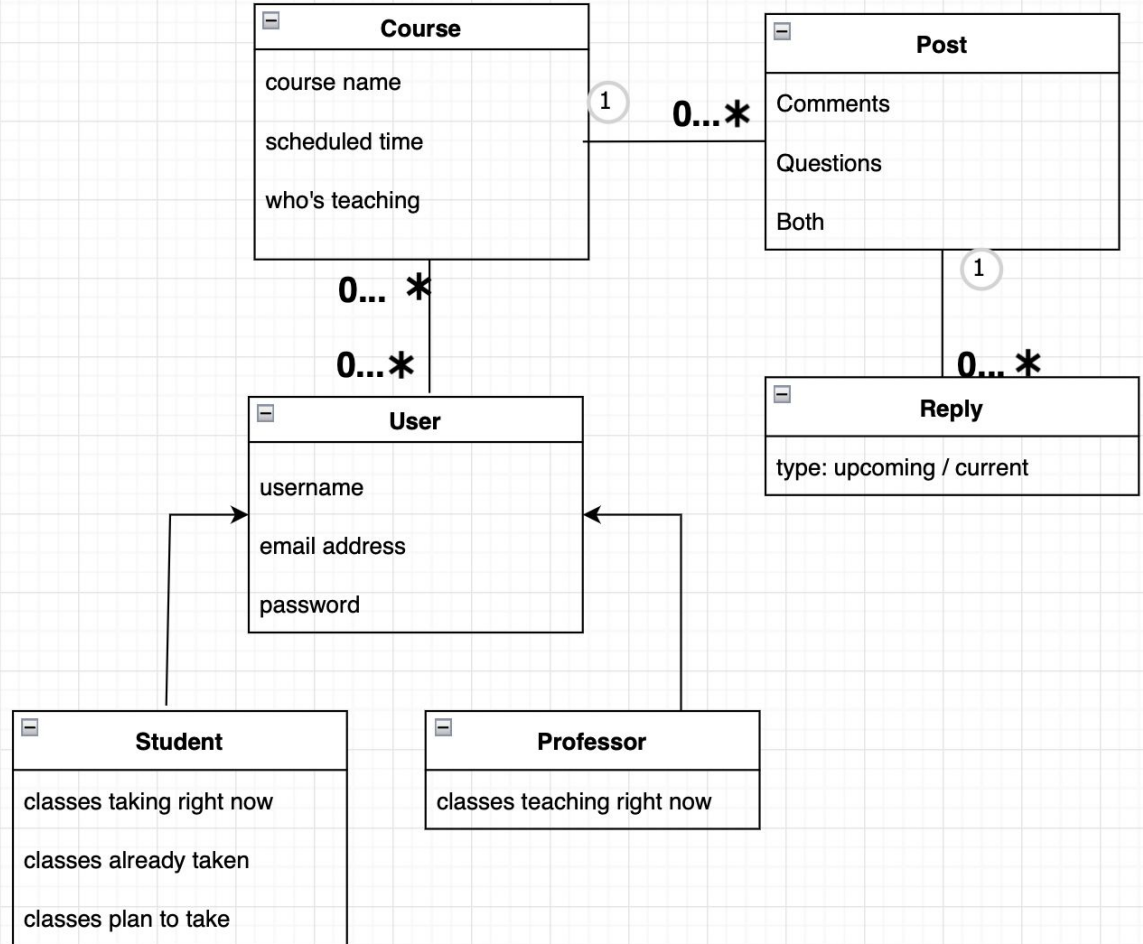 Course
course name
scheduled time
who's teaching
1
0...*
Post
Comments
Questions
Both
1
0... *
Reply
type: upcoming / current
0... *
0...*
User
username
email address
password
Student
classes taking right now
classes already taken
classes plan to take
Professor
classes teaching right now